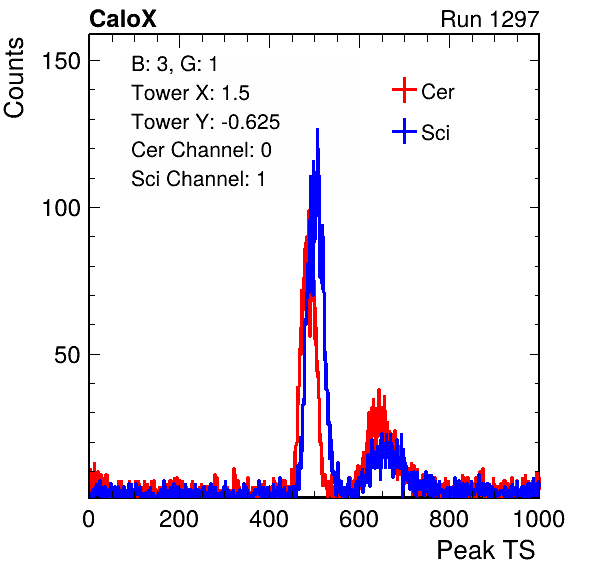 CaloX Run 1297
Counts
150
100
50
B: 3, G: 1
Tower X: 1.5
Tower Y: -0.625
Cer Channel: 0
Sci Channel: 1
Cer
Sci
0 200 400 600 800 1000
Peak TS